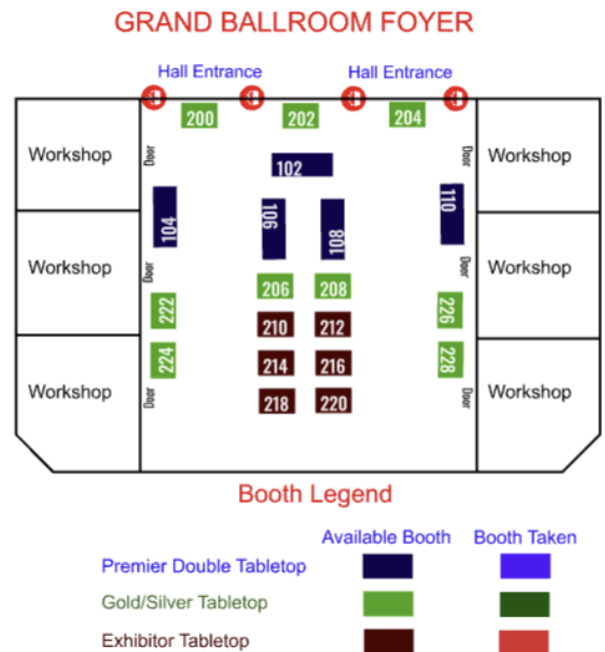 GRAND BALLROOM FOYER
Hall Entrance
Hall Entrance
200
202
204
Workshop
Door
102
Door
Workshop
104
106
108
110
Workshop
Door
Door
Workshop
206
208
222
226
210
212
224
214
216
228
Workshop
Door
218
220
Door
Workshop
Booth Legend
Available Booth
Booth Taken
Premier Double Tabletop
Gold/Silver Tabletop
Exhibitor Tabletop